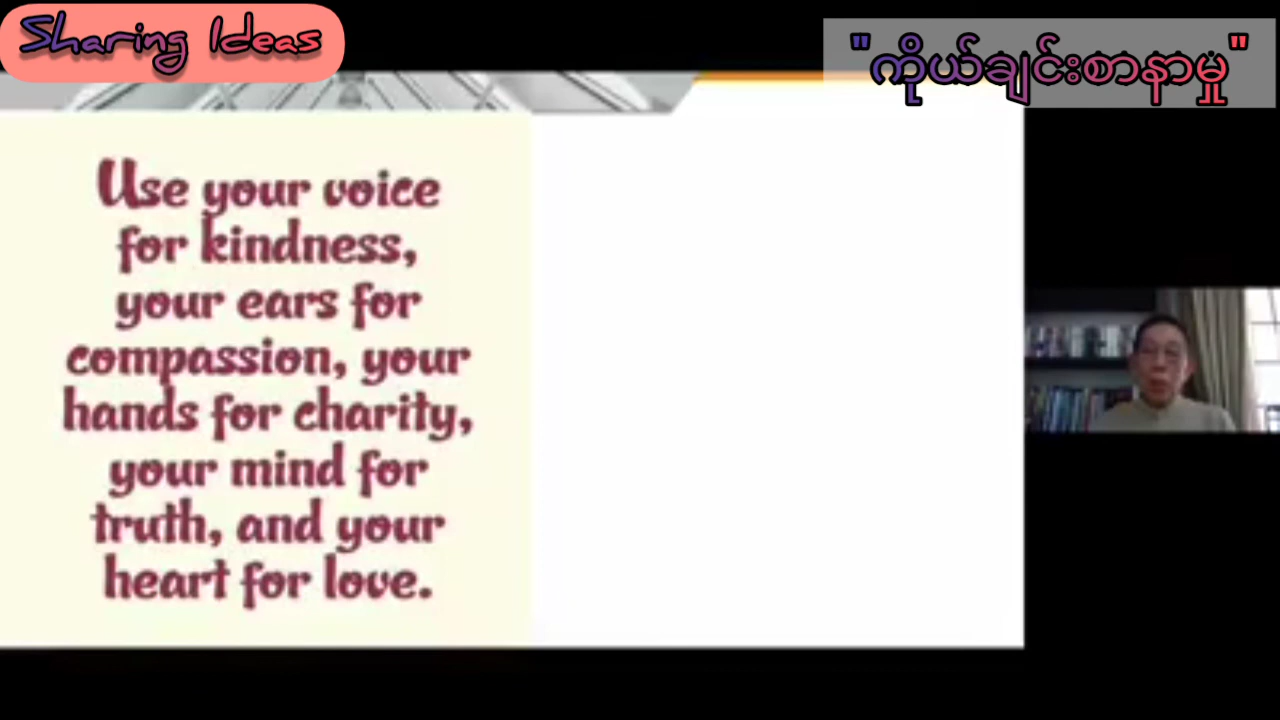 Sharing Ideas
"ကိုယ်ချင်းစာနာမှု"
Use your voice
for kindness,
your ears for
compassion, your
hands for charity,
your mind for
truth, and your
heart for love.